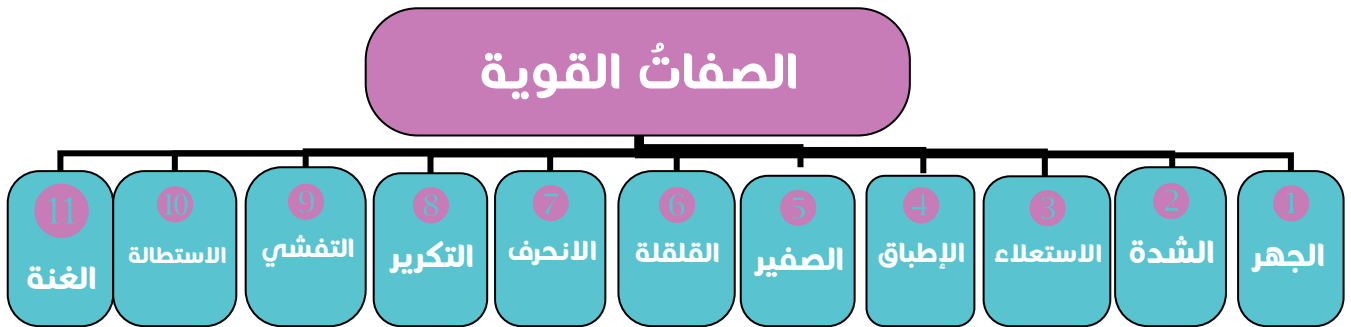 الصفاتُ القوية
1
الجهر
2
الشدة
3
الاستعلاء
4
الإطباق
5
الصفير
6
القلقلة
7
الانحرف
8
التكرير
9
التفشي
10
الاستطالة
11
الغنة